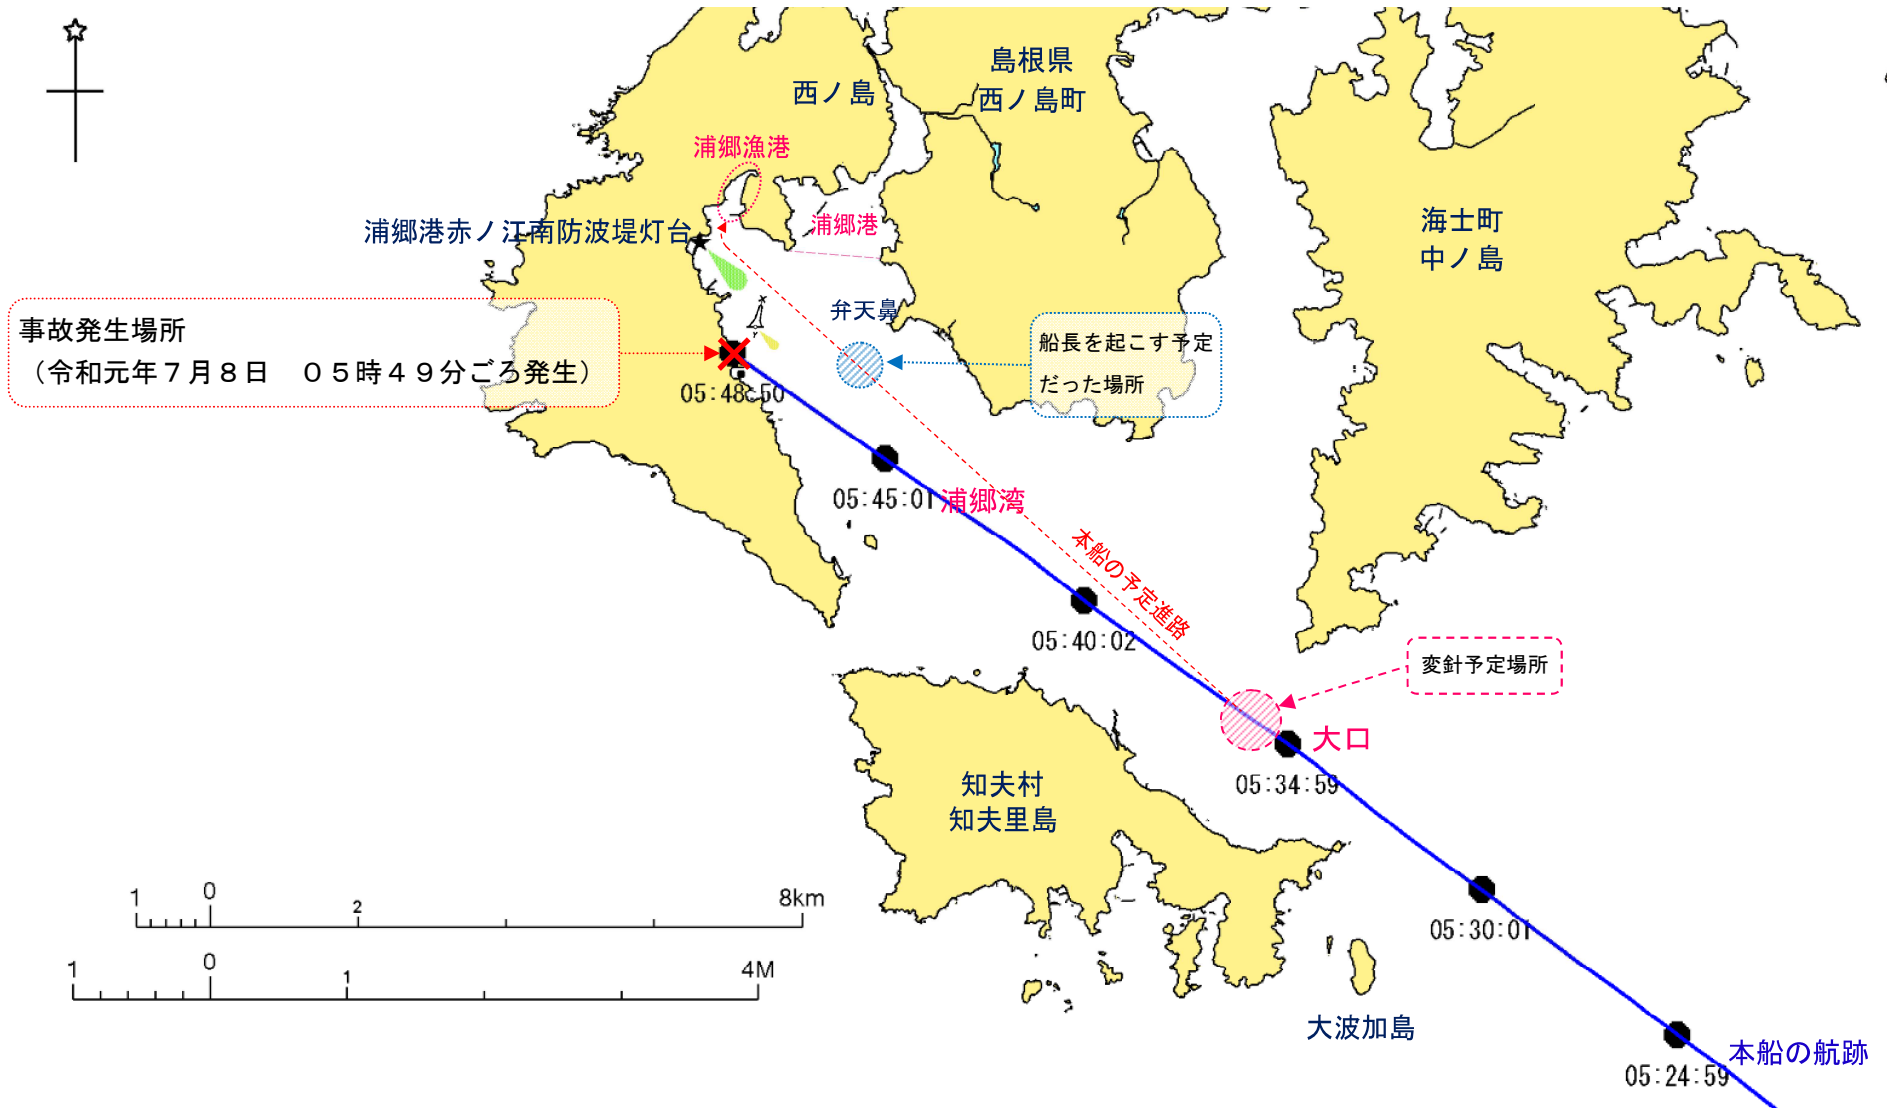 島根県
西ノ島町
西ノ島
浦郷漁港
浦郷港
浦郷港赤ノ江南防波堤灯台
海士町
中ノ島
弁天鼻
事故発生場所
（令和元年７月８日　０５時４９分ごろ発生）
船長を起こす予定
だった場所
05:48:50
05:45:01
浦郷湾
本船の予定進路
05:40:02
変針予定場所
大口
05:34:59
知夫村
知夫里島
05:30:01
1 0 2 8km
1 0 1 4M
大波加島
本船の航跡
05:24:59